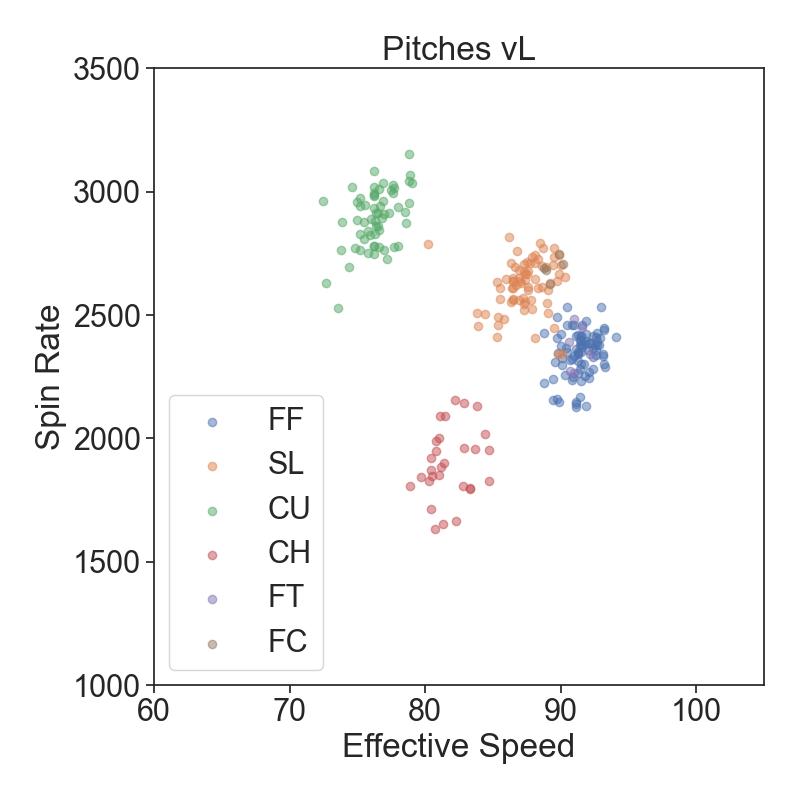 Pitches vL
3500
3000
2500
2000
1500
1000
Spin Rate
FF
SL
CU
CH
FT
FC
60 70 80 90 100
Effective Speed